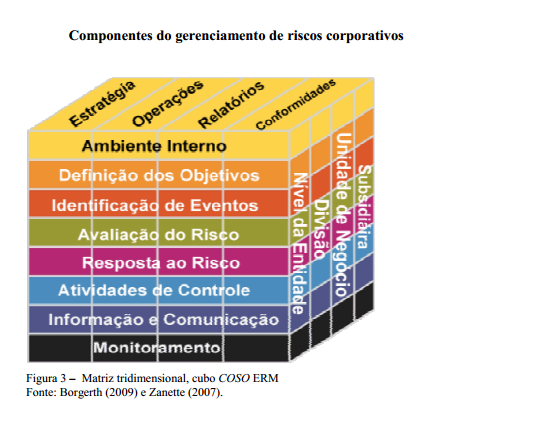 Componentes do gerenciamento de riscos corporativos
Estratégia
Operações
Relatórios
Conformidades
Ambiente Interno
Definição dos Objetivos
Identificação de Eventos
Avaliação do Risco
Resposta ao Risco
Atividades de Controle
Informação e Comunicação
Monitoramento
Nível da Entidade
Divisão
Unidade de Negócio
Subsidiáira
Figura 3 – Matriz tridimensional, cubo COSO ERM
Fonte: Borgerth (2009) e Zanette (2007).